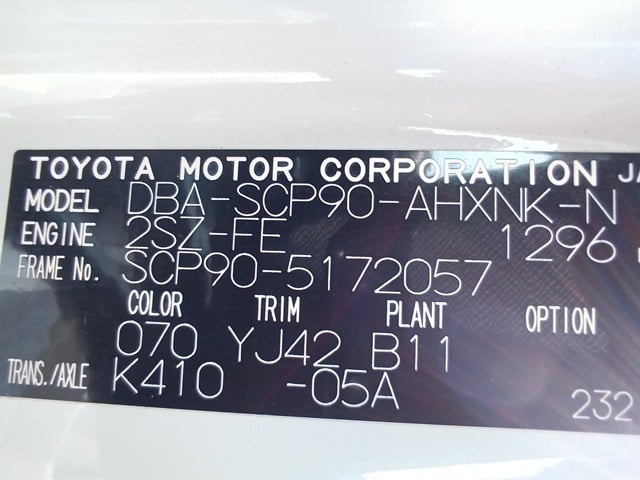 TOYOTA MOTOR CORPORATION
MODEL DBA-SCP90-AHXNK-N
ENGINE 2SZ-FE 1296
FRAME No. SCP90-5172057
COLOR TRIM PLANT OPTION
070 YJ42 B11
TRANS./AXLE K410 -05A 232